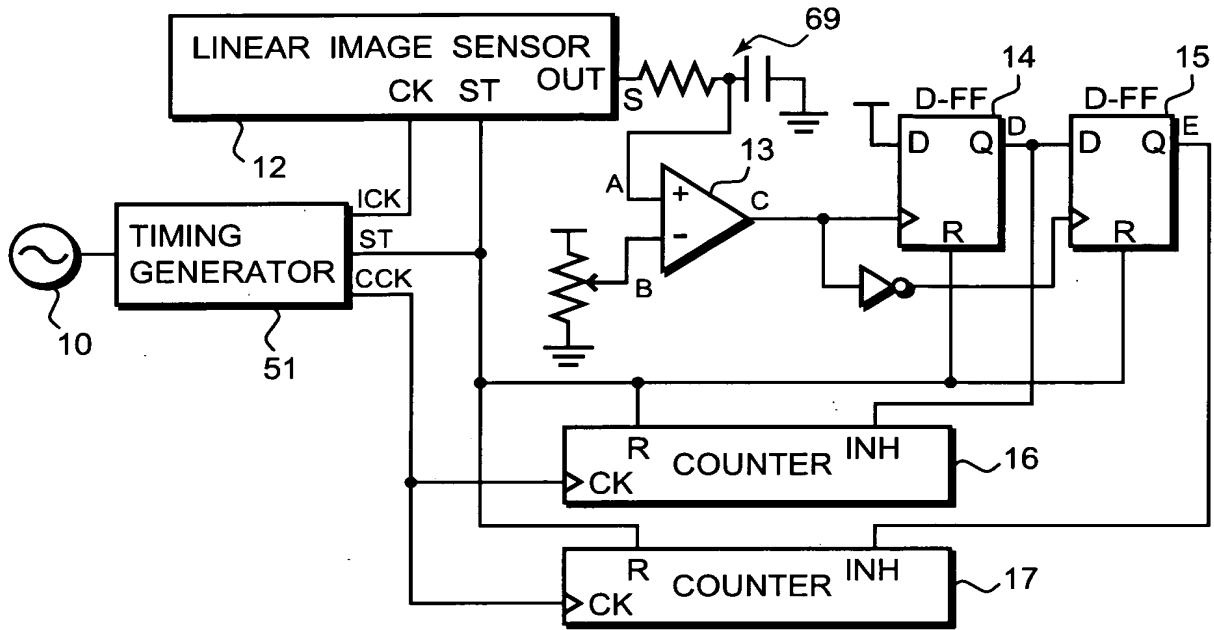 69
LINEAR IMAGE SENSOR
OUT
CK ST
S
12
14
15
D-FF
D-FF
D Q
D
D Q
E
R
R
13
A
+
-
B
C
ICK
ST
CCK
TIMING
GENERATOR
10
51
R
INH
CK
COUNTER
16
R
INH
CK
COUNTER
17